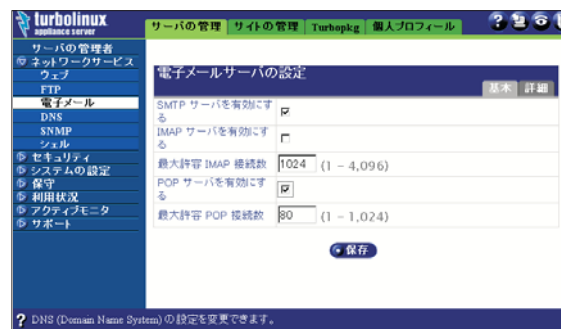 turbolinux
appliance server
サーバの管理 サイトの管理 Turbopkg 個人プロフィール
サーバの管理者
ネットワークサービス
ウェブ
FTP
電子メール
DNS
SNMP
シェル
セキュリティ
システムの設定
保守
利用状況
アクティブモニタ
サポート
電子メールサーバの設定
基本 詳細
SMTP サーバを有効にす
る
IMAP サーバを有効にす
る
最大許容 IMAP 接続数 1024 (1 - 4,096)
POP サーバを有効にす
る
最大許容 POP 接続数 80 (1 - 1,024)
保存
? DNS (Domain Name System) の設定を変更できます。